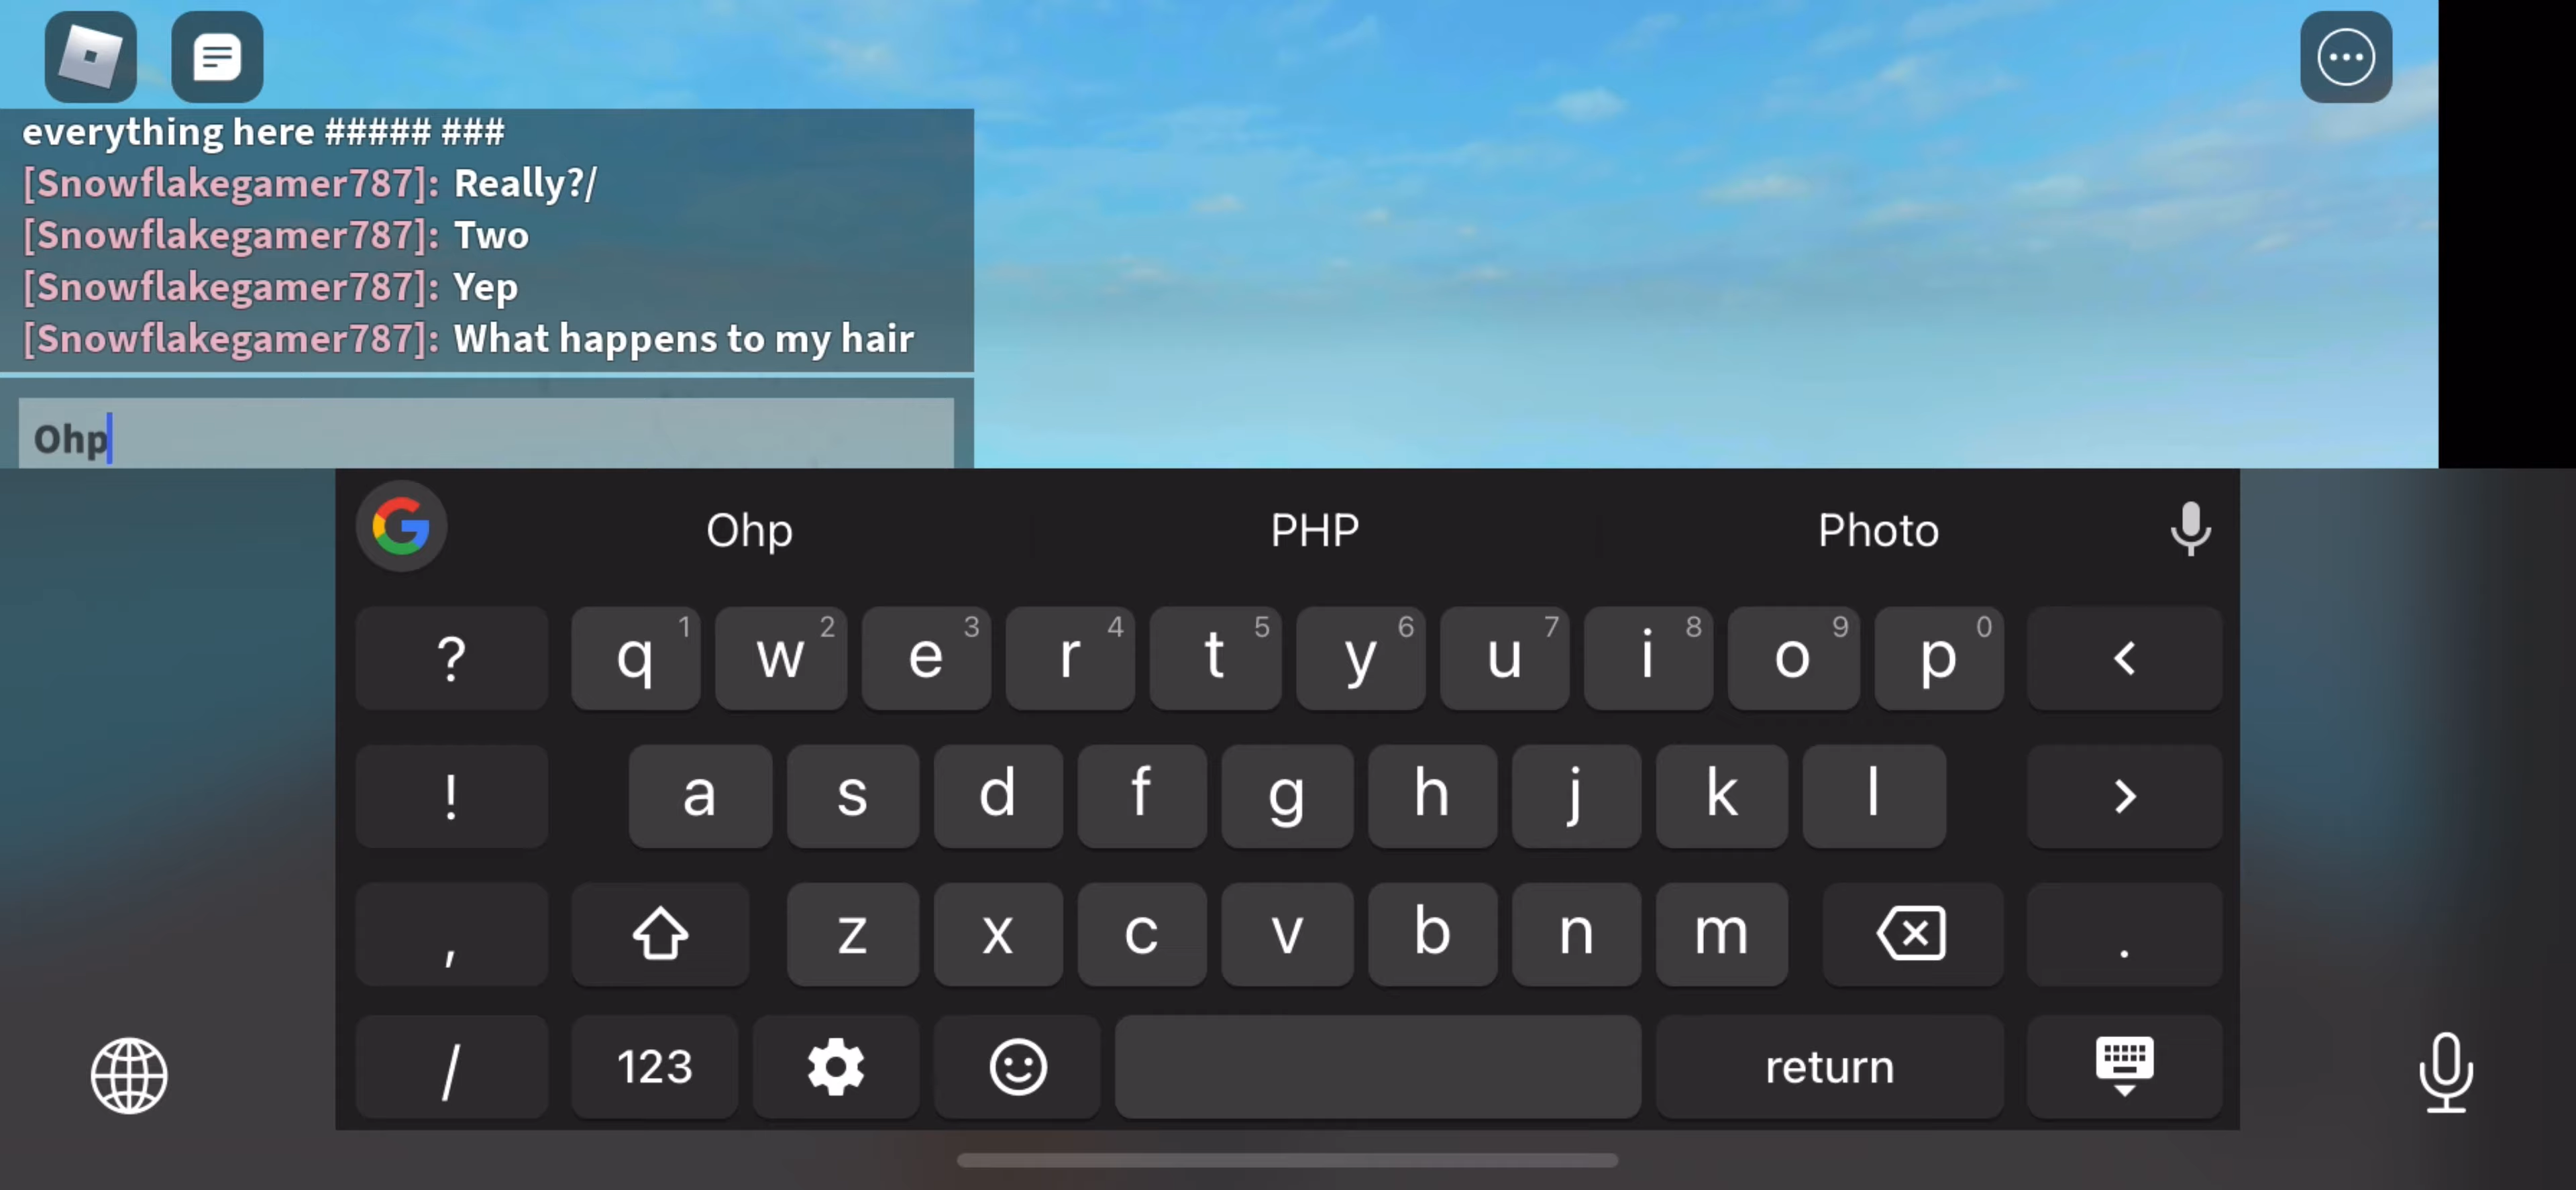 everything here ##### ###
[Snowflakegamer787]: Really?/
[Snowflakegamer787]: Two
[Snowflakegamer787]: Yep
[Snowflakegamer787]: What happens to my hair
Ohp
Ohp PHP Photo
? q 1 w 2 e 3 r 4 t 5 y 6 u 7 i 8 o 9 p 0 <
! a s d f g h j k l >
, z x c v b n m .
/ 123 return